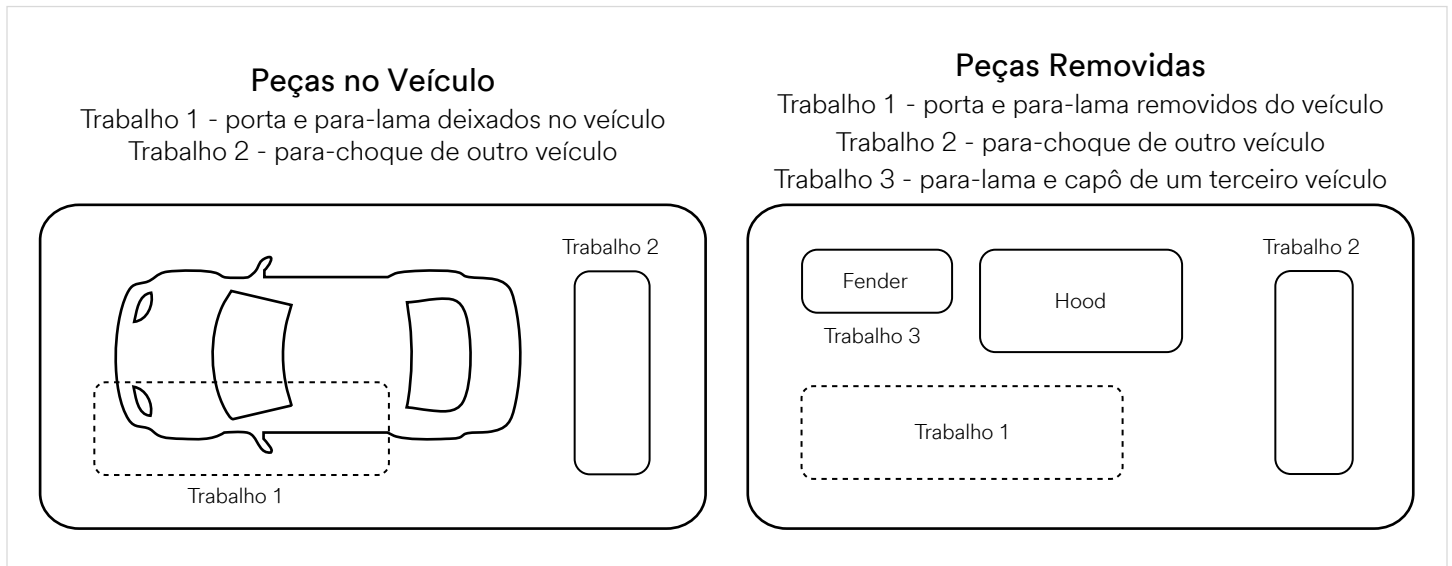 Peças no Veículo
Trabalho 1 - porta e para-lama deixados no veículo
Trabalho 2 - para-choque de outro veículo
Trabalho 2
Trabalho 1
Peças Removidas
Trabalho 1 - porta e para-lama removidos do veículo
Trabalho 2 - para-choque de outro veículo
Trabalho 3 - para-lama e capô de um terceiro veículo
Trabalho 2
Fender
Hood
Trabalho 3
Trabalho 1